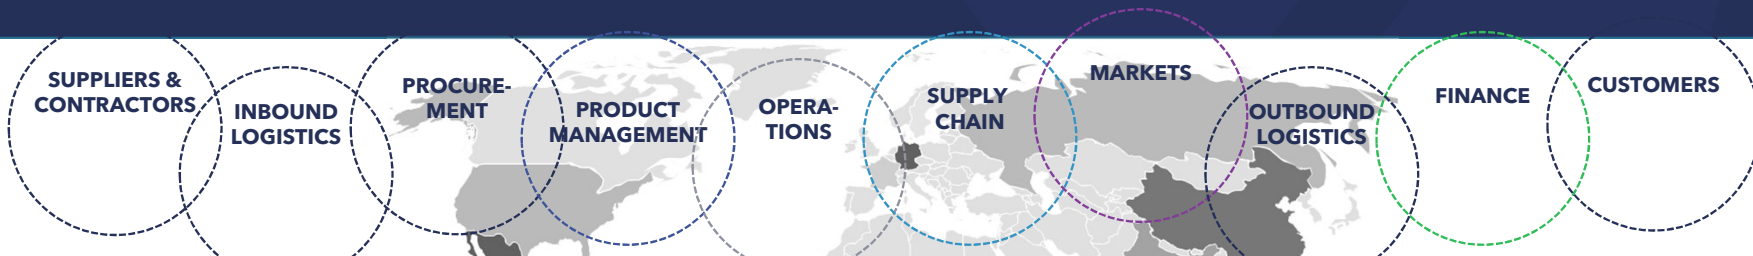 SUPPLIERS &
CONTRACTORS
INBOUND
LOGISTICS
PROCURE-
MENT
PRODUCT
MANAGEMENT
OPERA-
TIONS
SUPPLY
CHAIN
MARKETS
OUTBOUND
LOGISTICS
FINANCE
CUSTOMERS